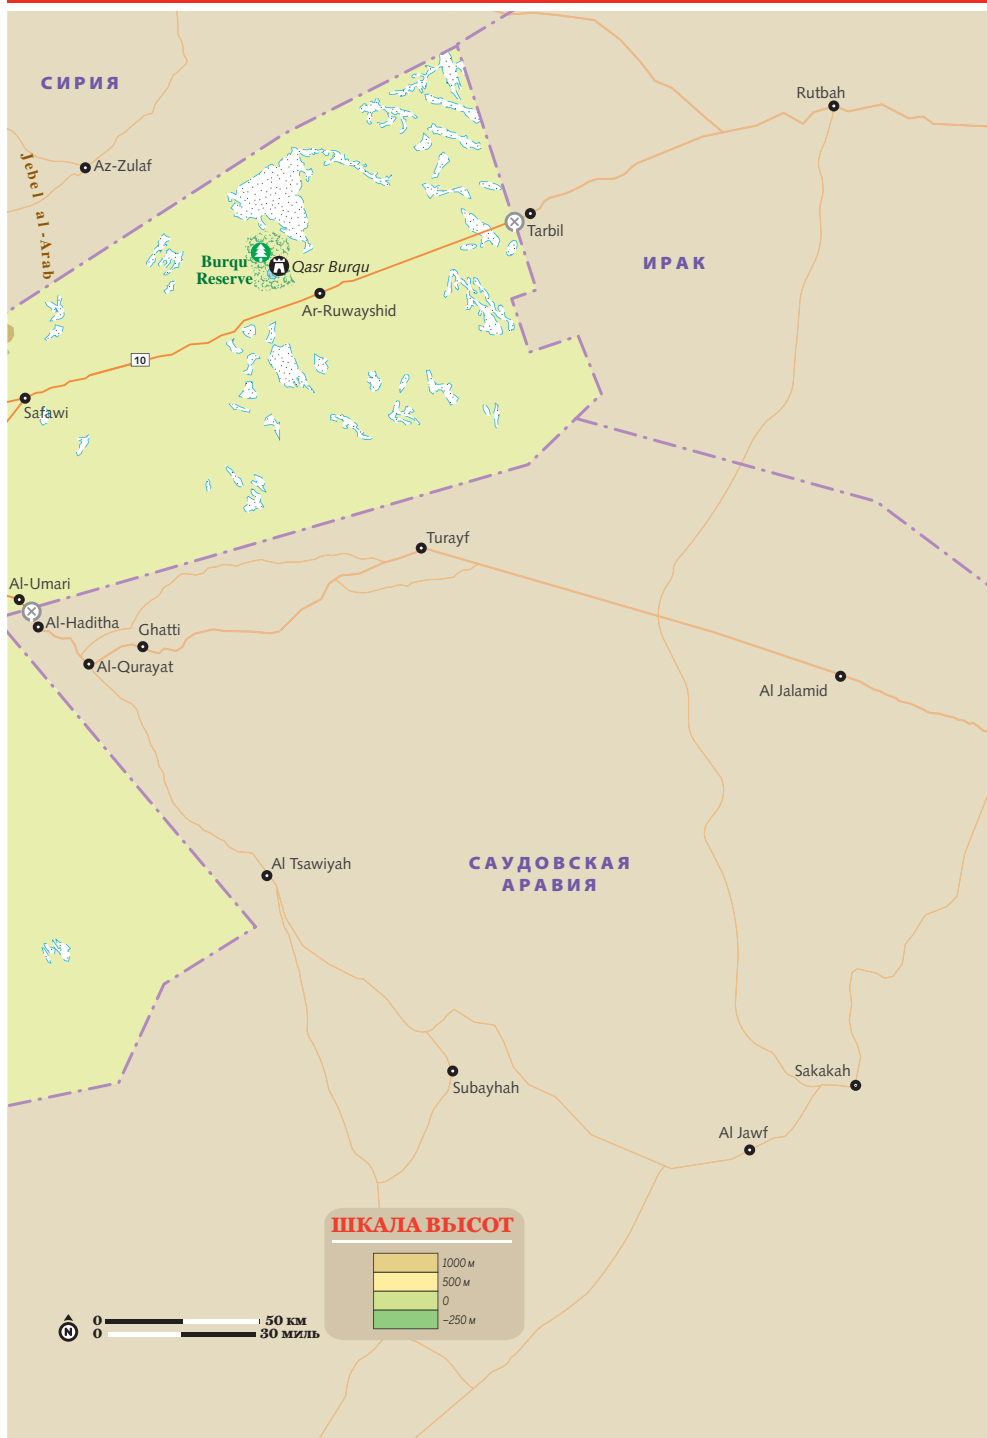 СИРИЯ
Rutbah
Az-Zulaf
Jebel al-Arab
Tarbil
ИРАК
Burqu
Reserve
Qasr Burqu
Ar-Ruwayshid
10
Safawi
Turayf
Al-Umari
Al-Haditha
Ghatti
Al-Qurayat
Al Jalamid
Al Tsawiyah
САУДОВСКАЯ
АРАВИЯ
Sakakah
Subayhah
Al Jawf
ШКАЛА ВЫСОТ
1000 м
500 м
0
–250 м
N
0 50 км
0 30 миль